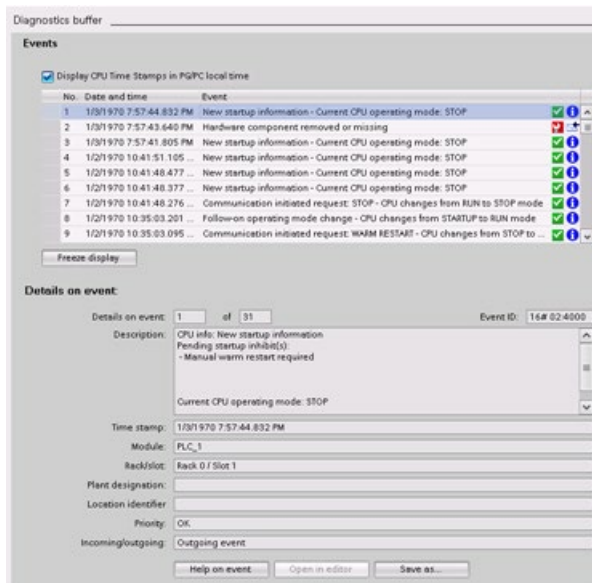 Diagnostics buffer
Events
Display CPU Time Stamps in PG/PC local time
No. Date and time Event
1 1/3/1970 7:57:44.832 PM New startup information - Current CPU operating mode: STOP
2 1/3/1970 7:57:43.640 PM Hardware component removed or missing
3 1/3/1970 7:57:41.805 PM New startup information - Current CPU operating mode: STOP
4 1/2/1970 10:41:51.105 ... New startup information - Current CPU operating mode: STOP
5 1/2/1970 10:41:48.477 ... New startup information - Current CPU operating mode: STOP
6 1/2/1970 10:41:48.377 ... New startup information - Current CPU operating mode: STOP
7 1/2/1970 10:41:48.276 ... Communication initiated request: STOP - CPU changes from RUN to STOP mode
8 1/2/1970 10:35:03.201 ... Follow-on operating mode change - CPU changes from STARTUP to RUN mode
9 1/2/1970 10:35:03.095 ... Communication initiated request: WARM RESTART - CPU changes from STOP to ...
Freeze display
Details on event:
Details on event: 1 of 31 Event ID: 16# 02:4000
Description: CPU info: New startup information
Pending startup inhibit(s):
- Manual warm restart required
Current CPU operating mode: STOP
Time stamp: 1/3/1970 7:57:44.832 PM
Module: PLC_1
Rack/slot: Rack 0 / Slot 1
Plant designation:
Location identifier
Priority: OK
Incoming/outgoing: Outgoing event
Help on event Open in editor Save as...